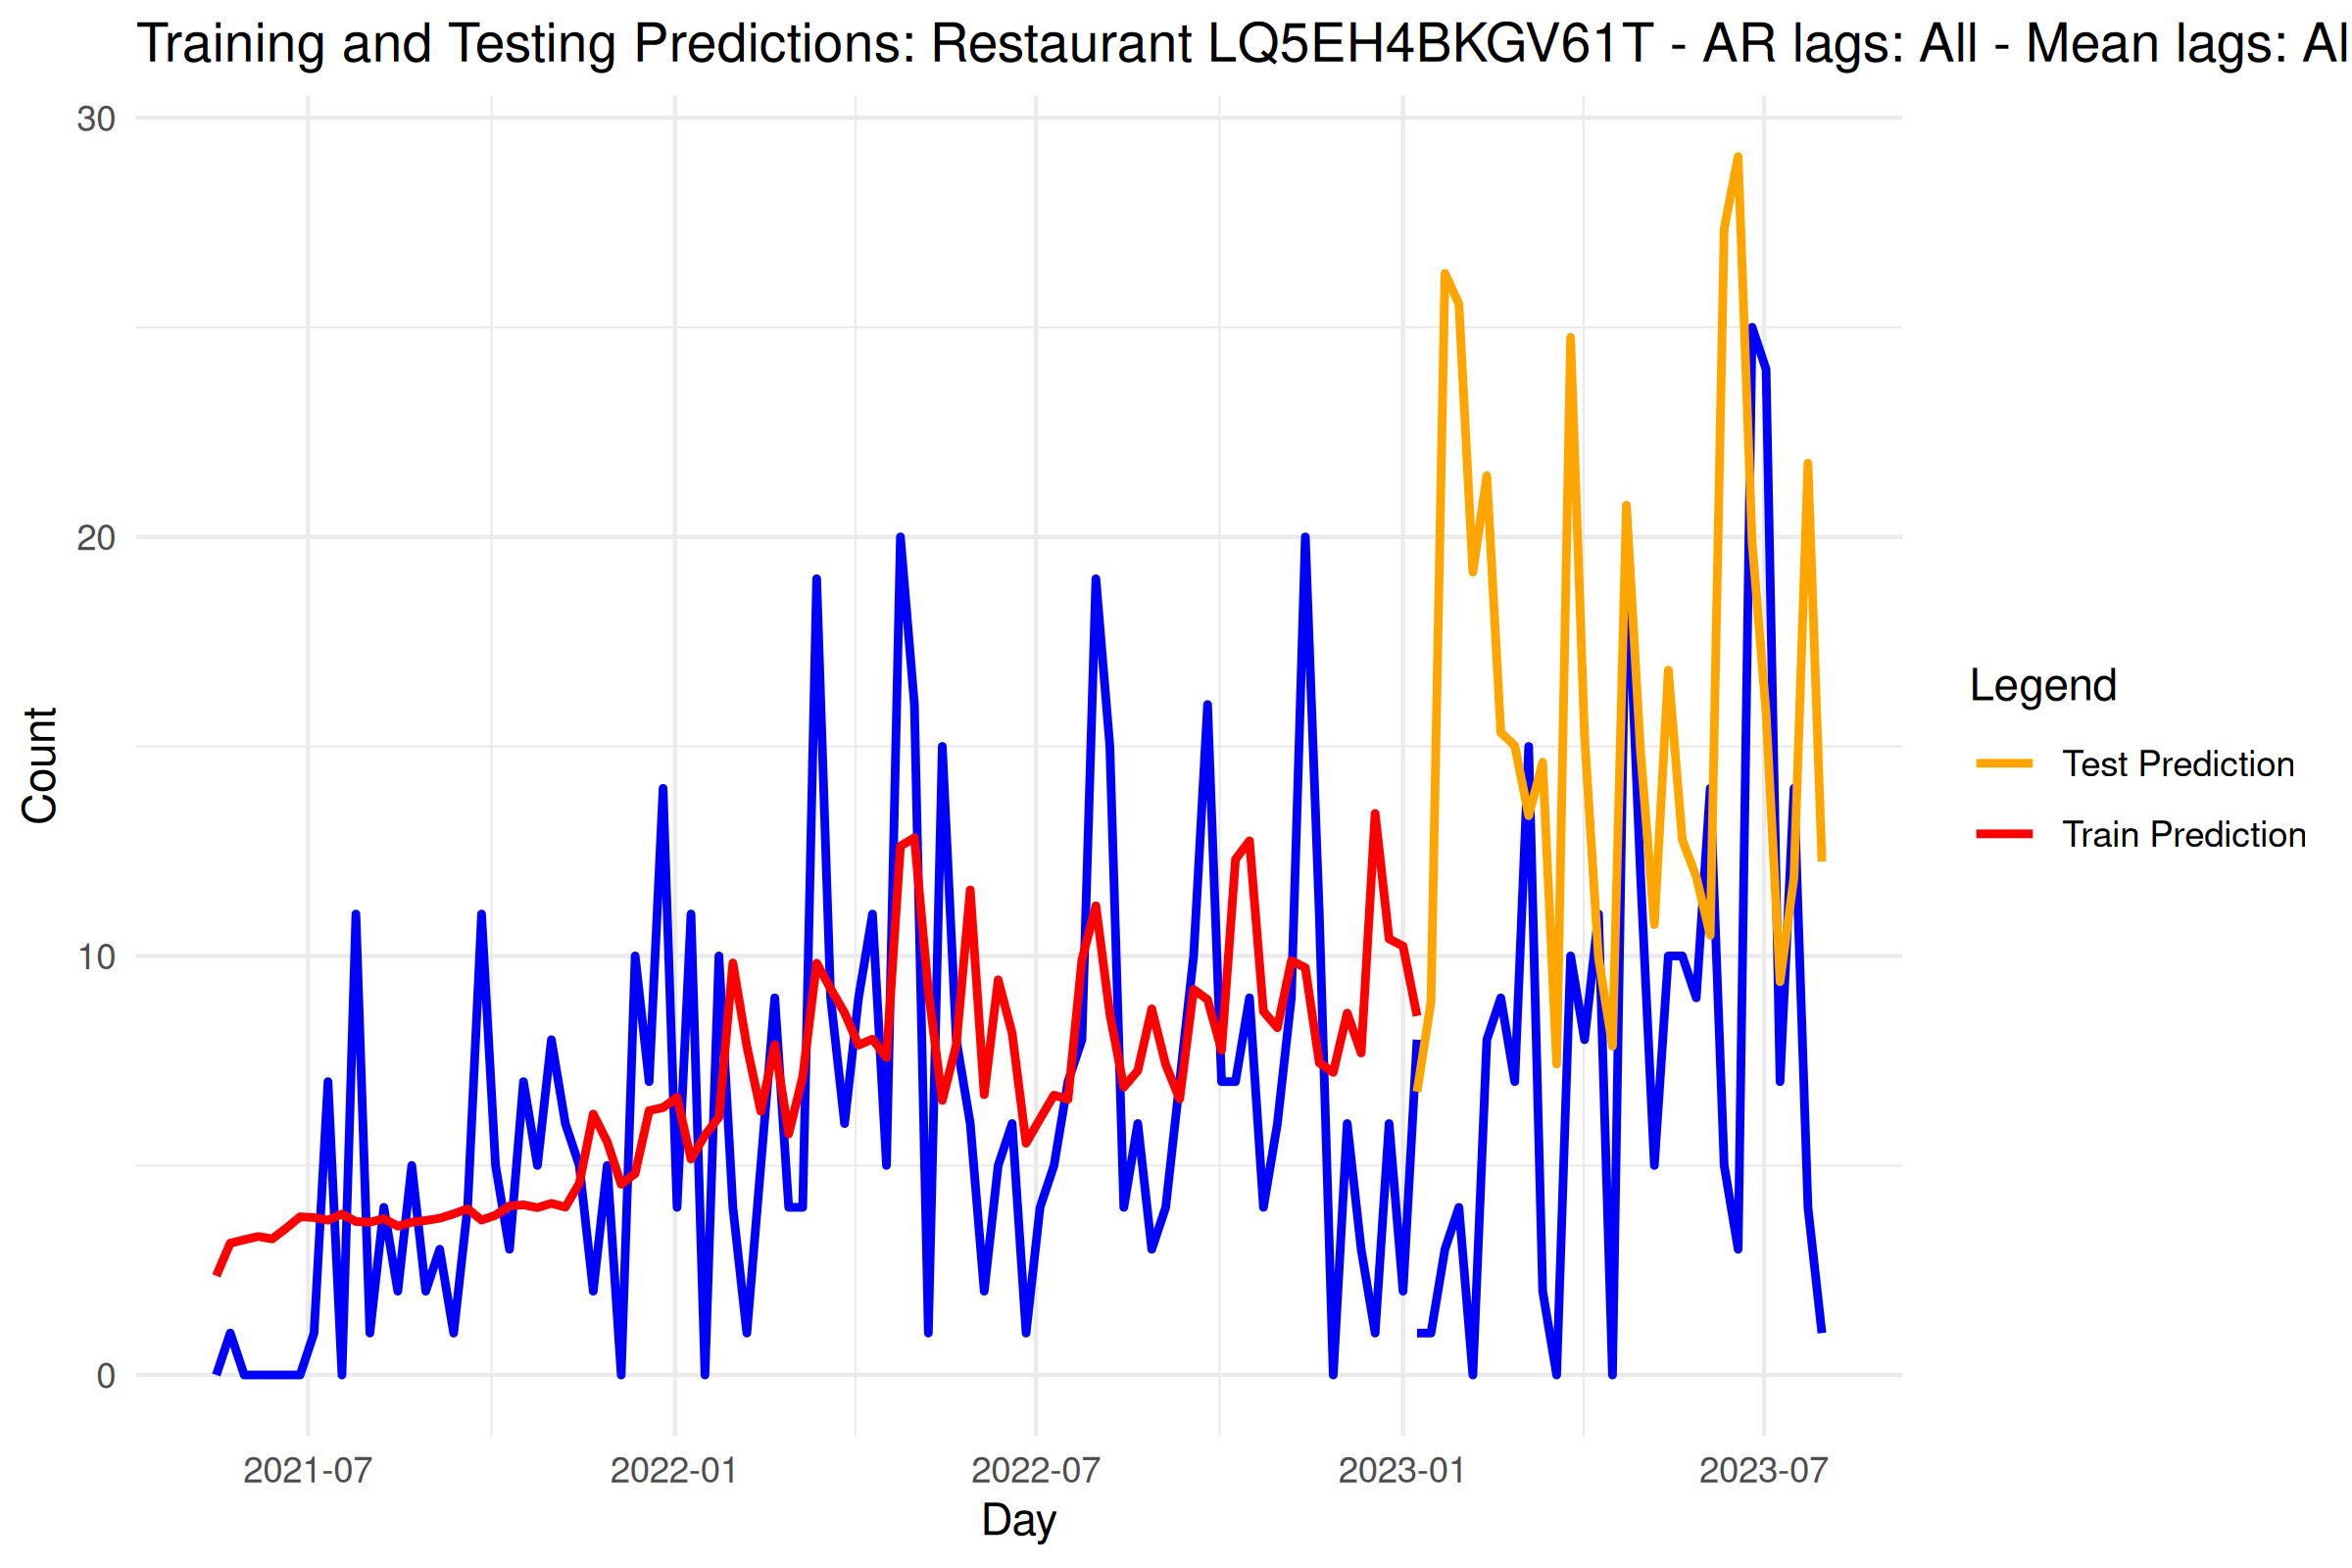 Training and Testing Predictions: Restaurant LQ5EH4BKGV61T - AR lags: All - Mean lags: Al
30
20
10
0
Count
2021-07
2022-01
2022-07
2023-01
2023-07
Day
Legend
Test Prediction
Train Prediction